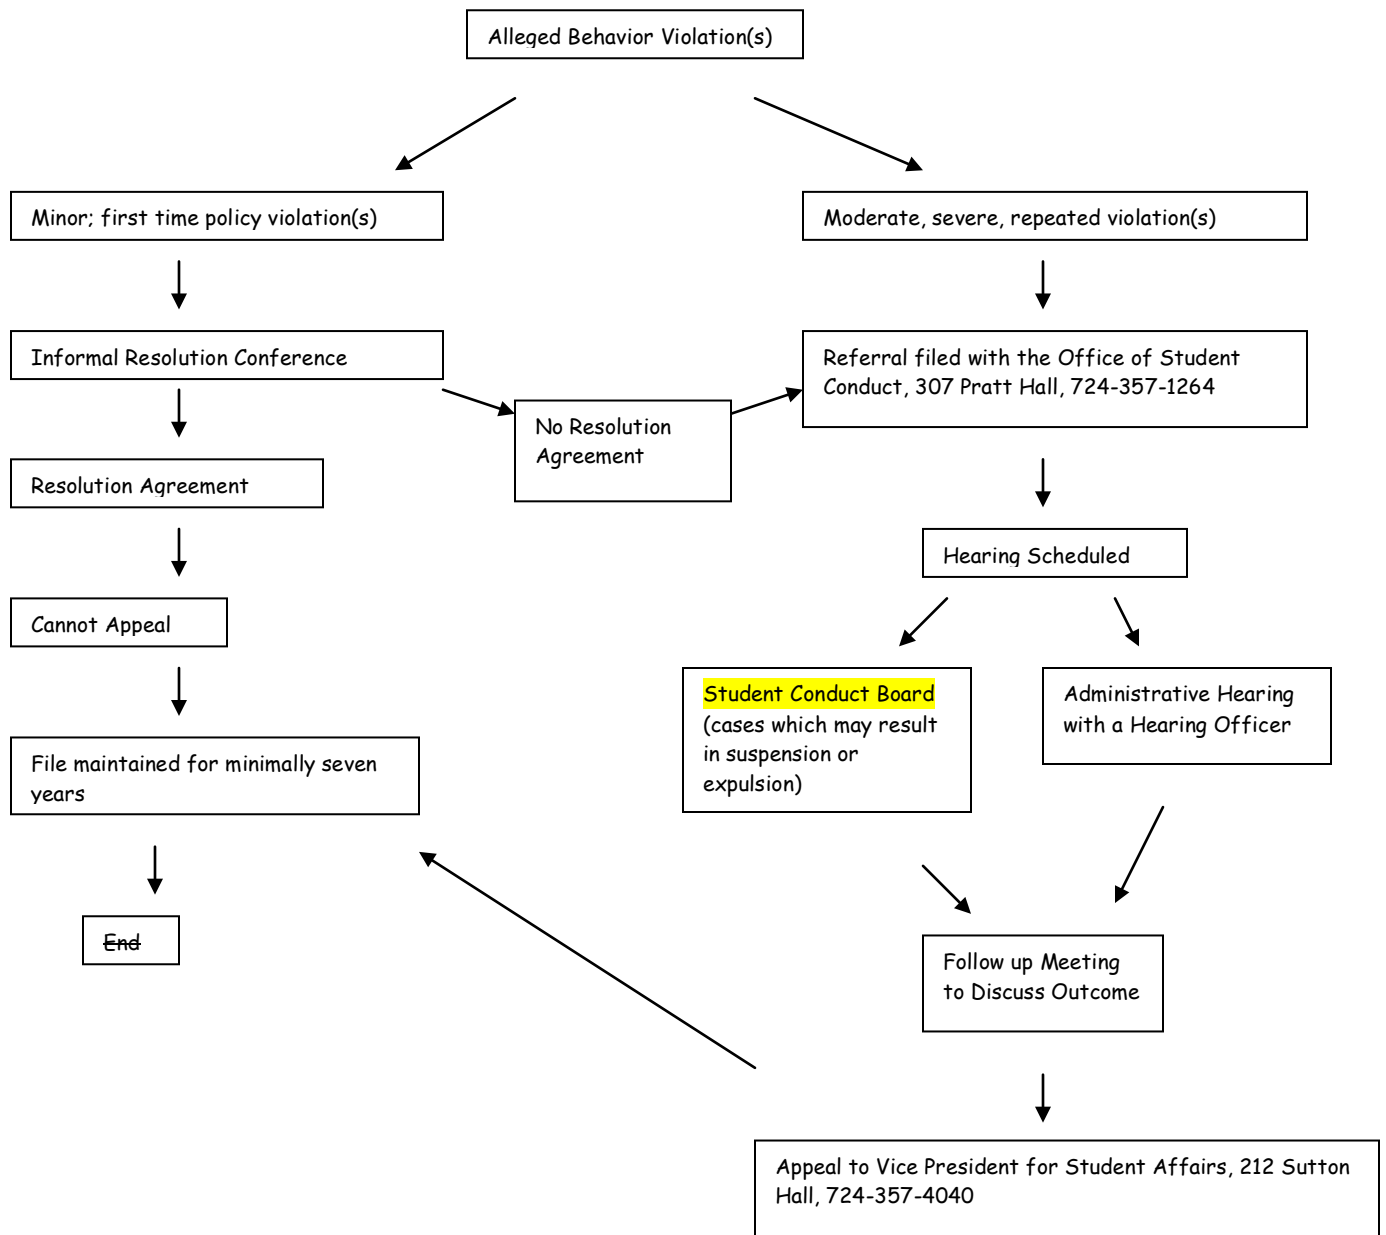 Alleged Behavior Violation(s)
Minor; first time policy violation(s)
Moderate, severe, repeated violation(s)
Informal Resolution Conference
Referral filed with the Office of Student
Conduct, 307 Pratt Hall, 724-357-1264
No Resolution
Agreement
Resolution Agreement
Hearing Scheduled
Cannot Appeal
Student Conduct Board
(cases which may result
in suspension or
expulsion)
Administrative Hearing
with a Hearing Officer
File maintained for minimally seven
years
End
Follow up Meeting
to Discuss Outcome
Appeal to Vice President for Student Affairs, 212 Sutton
Hall, 724-357-4040